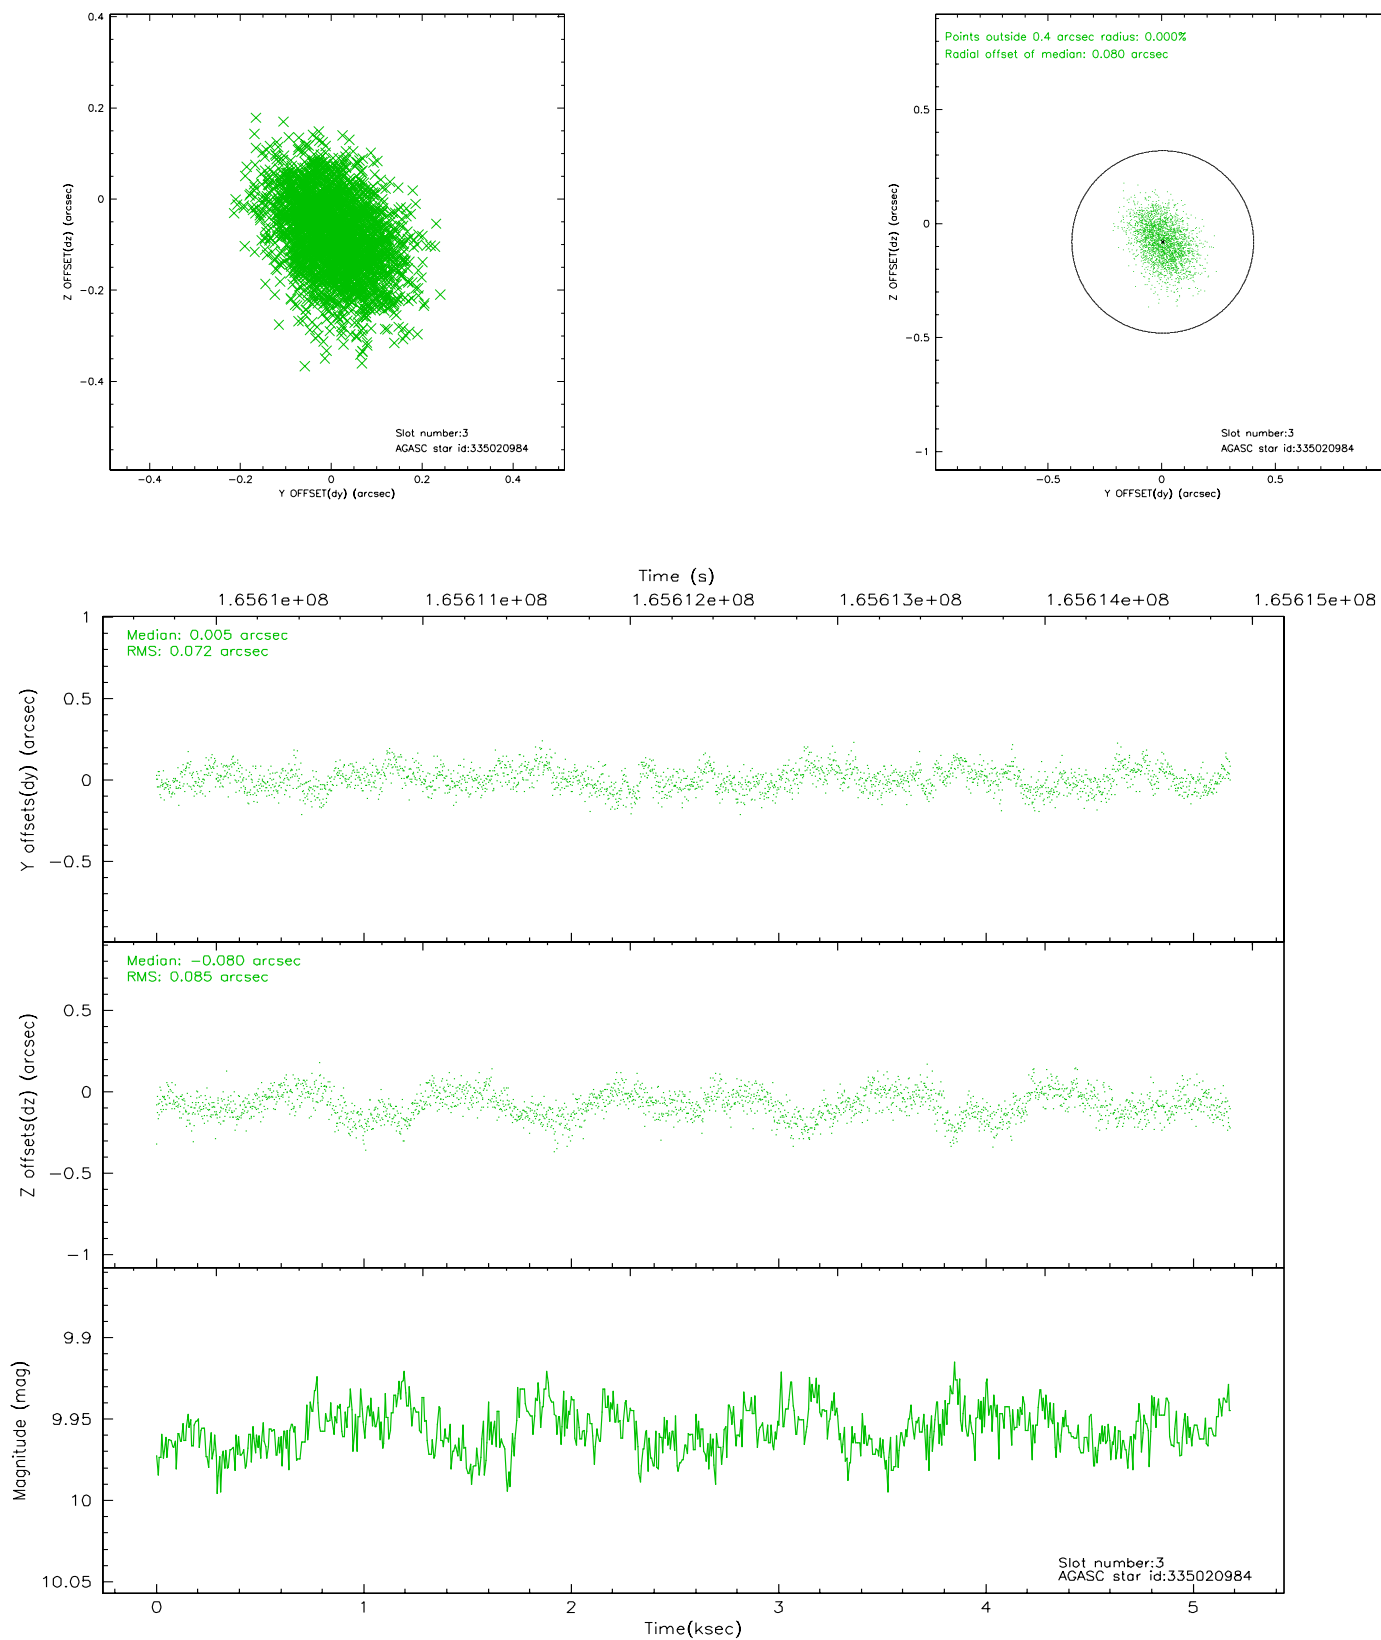 0.4
0.2
0
−0.2
−0.4
−0.4
−0.2
0
0.2
0.4
Z OFFSET(dz) (arcsec)
Y OFFSET(dy) (arcsec)
Slot number:3
AGASC star id:335020984
Points outside 0.4 arcsec radius: 0.000%
Radial offset of median: 0.080 arcsec
0.5
0
−0.5
−1
−0.5
0
0.5
Z OFFSET(dz) (arcsec)
Y OFFSET(dy) (arcsec)
Slot number:3
AGASC star id:335020984
Time (s)
1.6561e+08
1.65611e+08
1.65612e+08
1.65613e+08
1.65614e+08
1.65615e+08
Median: 0.005 arcsec
RMS: 0.072 arcsec
1
0.5
0
−0.5
Y offsets(dy) (arcsec)
Median: −0.080 arcsec
RMS: 0.085 arcsec
0.5
0
−0.5
−1
Z offsets(dz) (arcsec)
9.9
9.95
10
10.05
Magnitude (mag)
Slot number:3
AGASC star id:335020984
0
1
2
3
4
5
Time(ksec)